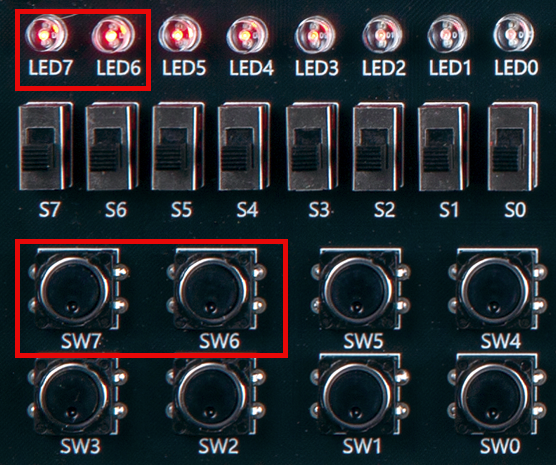 LED7 LED6 LED5 LED4 LED3 LED2 LED1 LED0
S7 S6 S5 S4 S3 S2 S1 S0
SW7 SW6 SW5 SW4
SW3 SW2 SW1 SW0